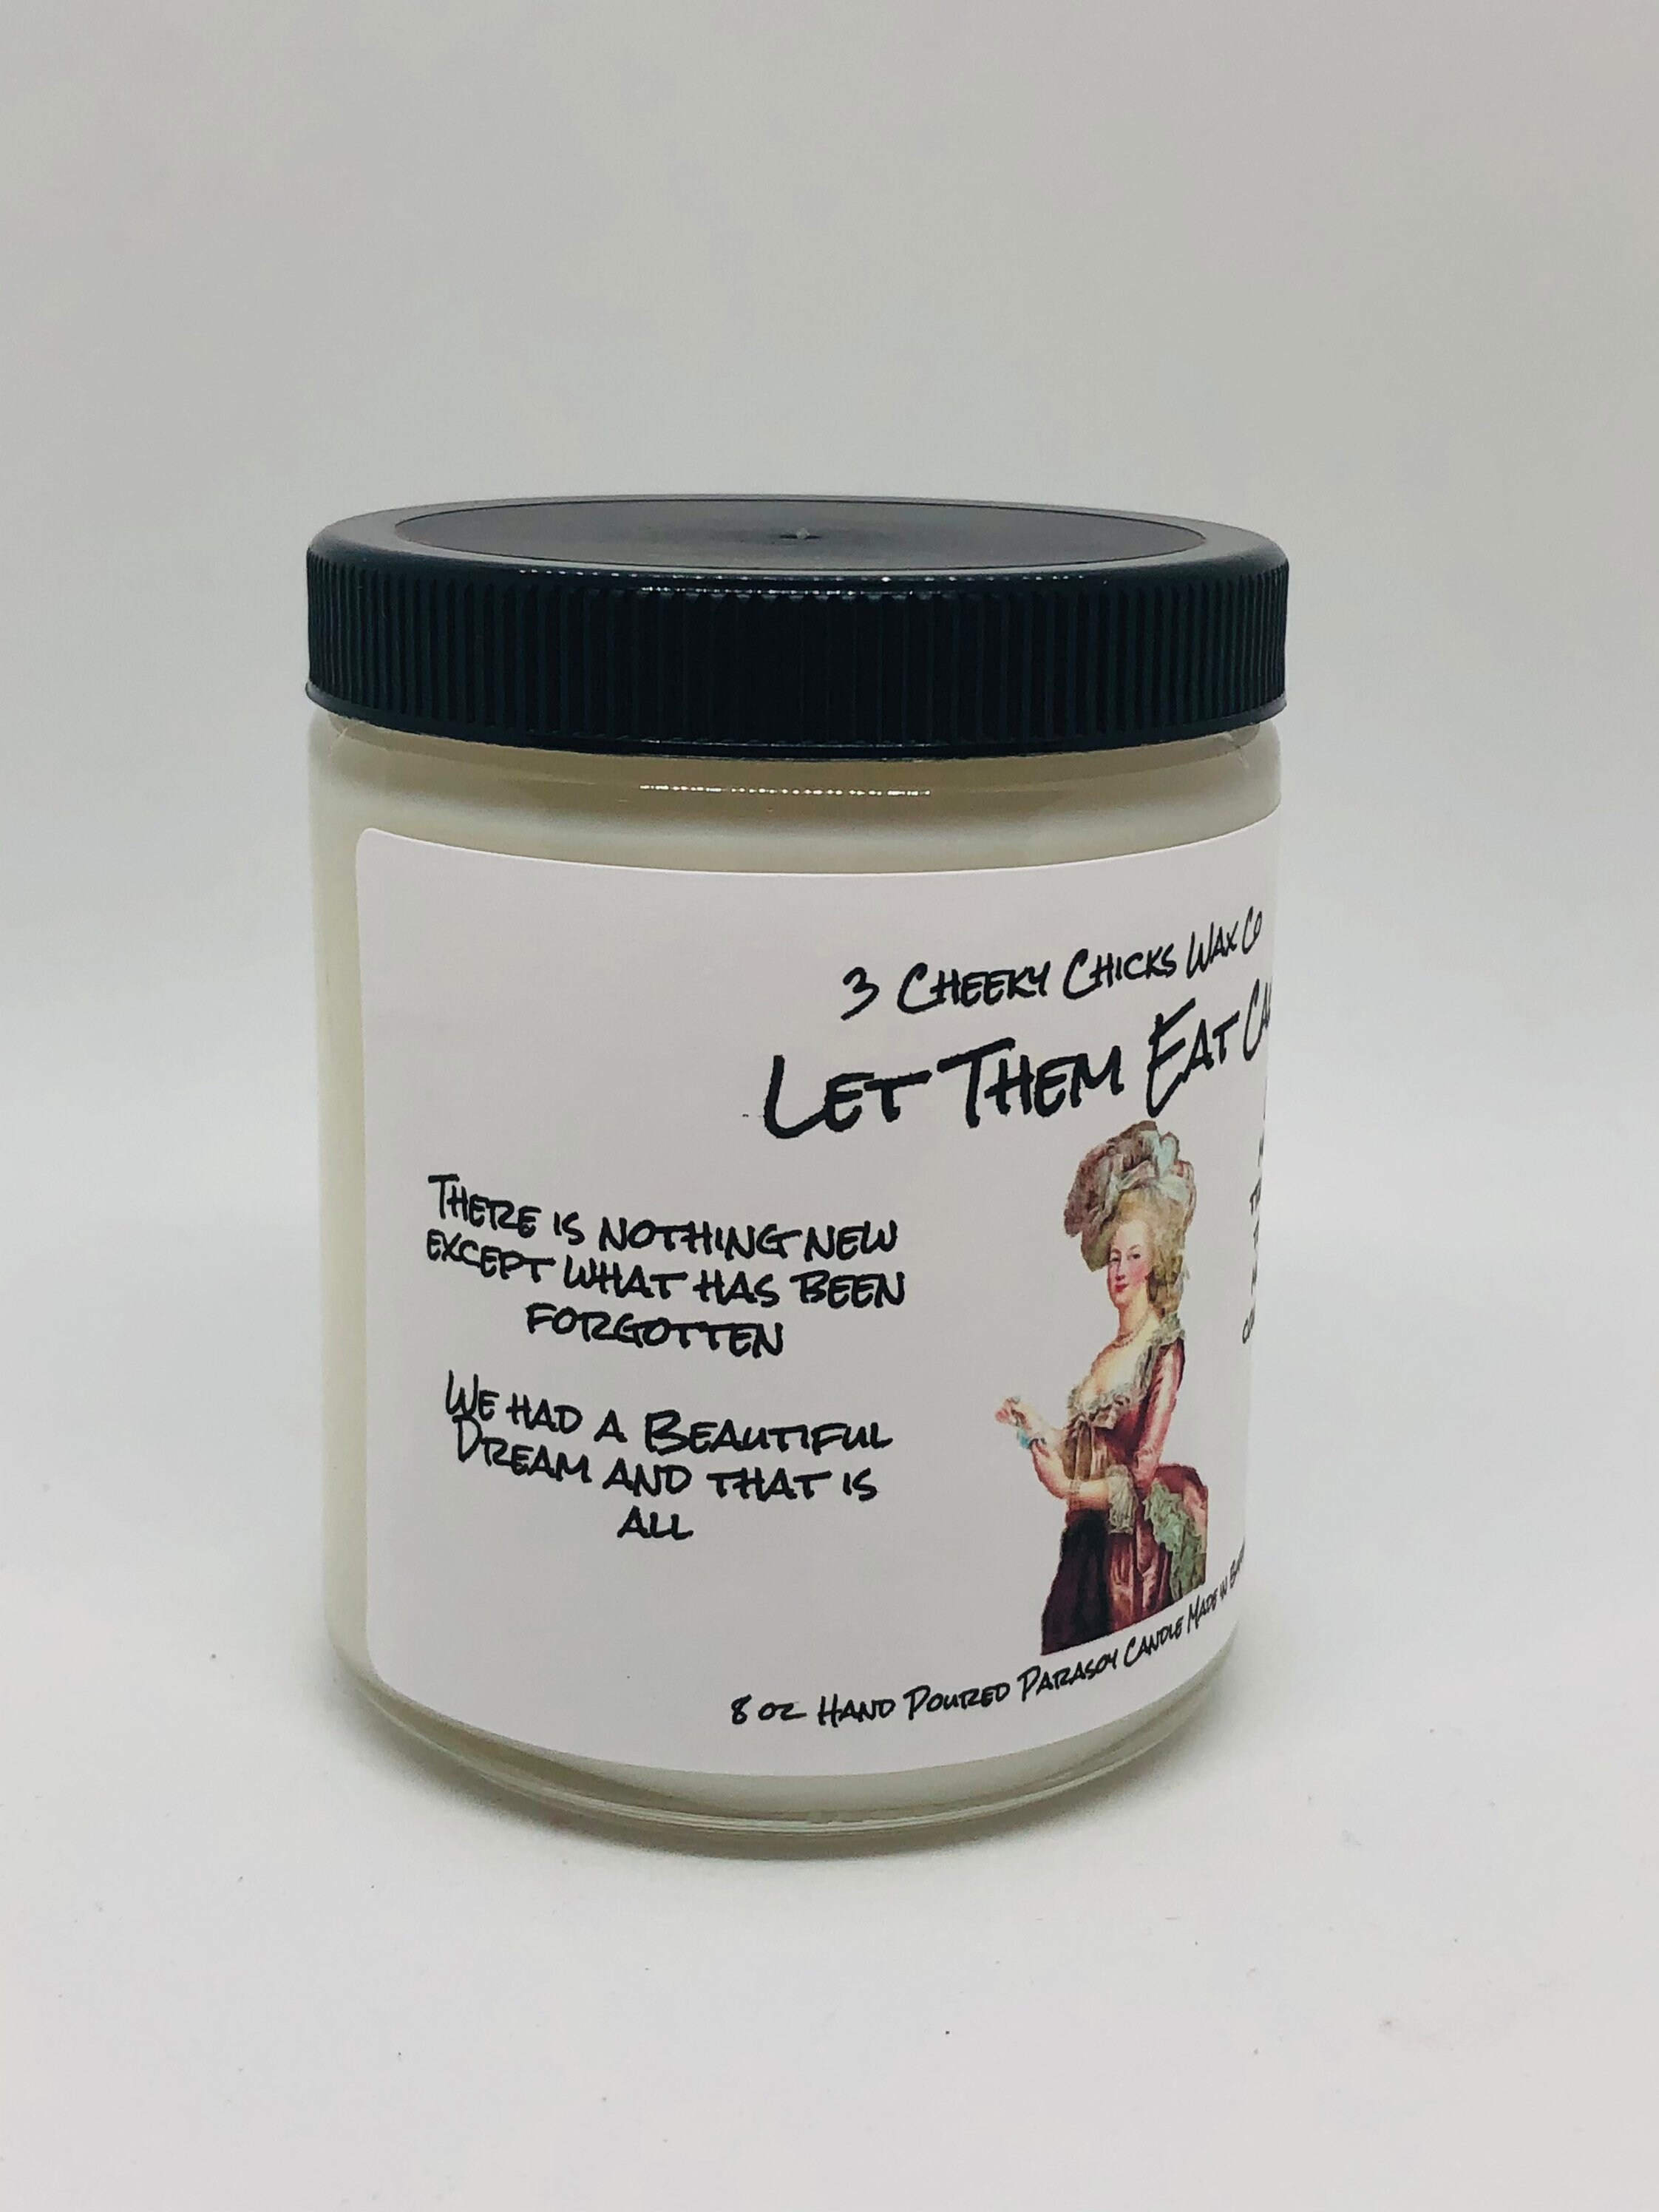 3 Cheeky Chicks Wax Co
Let Them Eat
There is nothing new
except what has been
forgotten
We had a Beautiful
Dream and that is
all
8 oz Hand Poured Parasoy Candle Made in